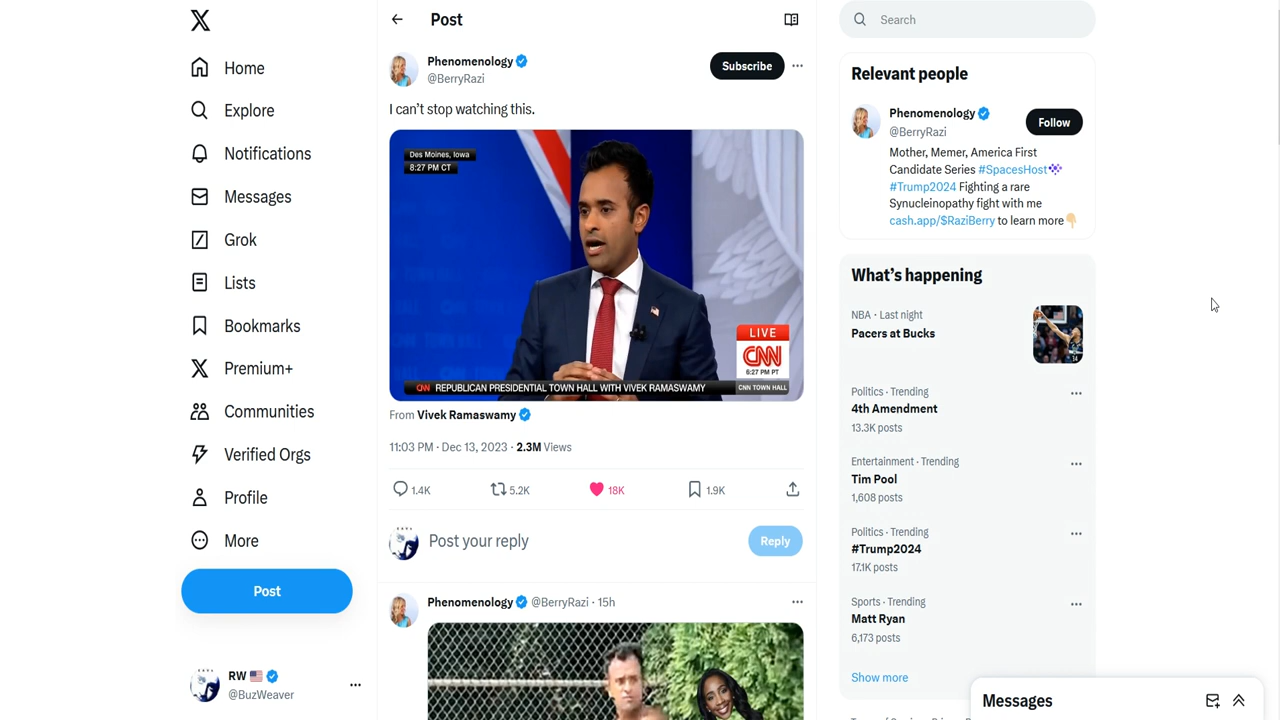 Home
Explore
Notifications
Messages
Grok
Lists
Bookmarks
Premium+
Communities
Verified Orgs
Profile
More
Post
RW
@BuzWeaver
Post
Phenomenology
@BerryRazi
Subscribe
I can't stop watching this.
Des Moines, Iowa
8:27 PM CT
LIVE
CNN
6:27 PM PT
CNN REPUBLICAN PRESIDENTIAL TOWN HALL WITH VIVEK RAMASWAMY CNN TOWN HALL
From Vivek Ramaswamy
11:03 PM · Dec 13, 2023 · 2.3M Views
1.4K 5.2K 18K 1.9K
Post your reply
Reply
Phenomenology @BerryRazi · 15h
Search
Relevant people
Phenomenology
@BerryRazi
Follow
Mother, Memer, America First
Candidate Series #SpacesHost
#Trump2024 Fighting a rare
Synucleinopathy fight with me
cash.app/$RaziBerry to learn more
What's happening
NBA · Last night
Pacers at Bucks
Politics · Trending
4th Amendment
13.3K posts
Entertainment · Trending
Tim Pool
1,608 posts
Politics · Trending
#Trump2024
17.1K posts
Sports · Trending
Matt Ryan
6,173 posts
Show more
Messages